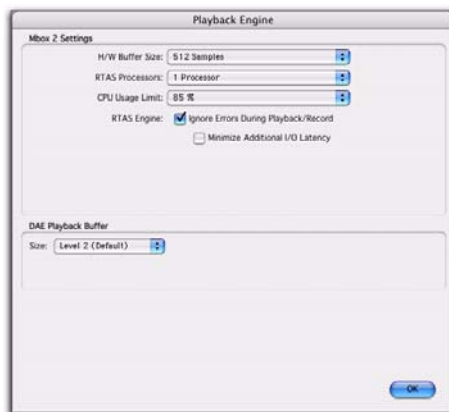 Playback Engine
Mbox 2 Settings
H/W Buffer Size: 512 Samples
RTAS Processors: 1 Processor
CPU Usage Limit: 85 %
RTAS Engine: Ignore Errors During Playback/Record
Minimize Additional I/O Latency
DAE Playback Buffer
Size: Level 2 (Default)
OK